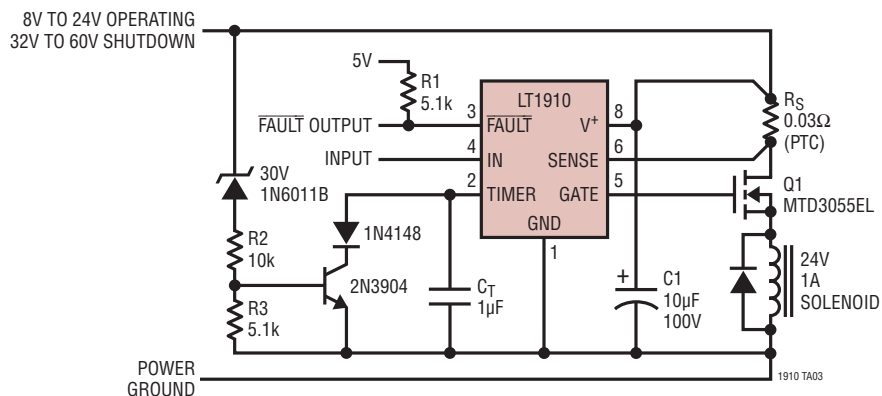 8V TO 24V OPERATING
32V TO 60V SHUTDOWN
5V
R1
5.1k
FAULT OUTPUT
INPUT
3
4
2
LT1910
FAULT
V+
IN
SENSE
TIMER
GATE
GND
8
6
5
1
RS
0.03Ω
(PTC)
Q1
MTD3055EL
30V
1N6011B
1N4148
R2
10k
2N3904
R3
5.1k
CT
1µF
+
C1
10µF
100V
24V
1A
SOLENOID
POWER
GROUND
1910 TA03